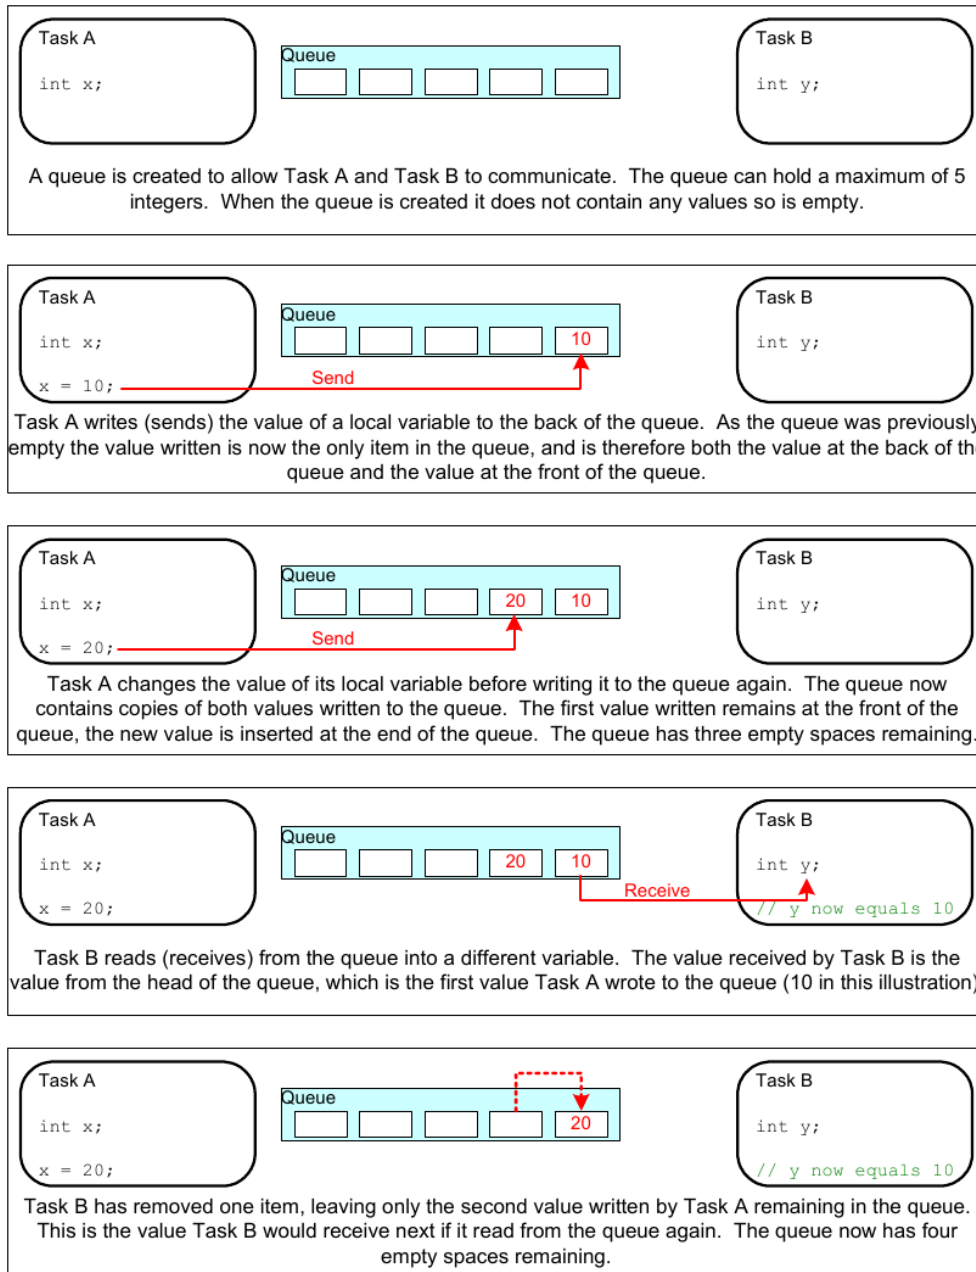 Task A
Queue
Task B
int x;
int y;
A queue is created to allow Task A and Task B to communate. The queue can hold a maximum of 5
integers. When the queue is created it does not contain any values so is empty.
Task A
Queue
Task B
int x;
10
int y;
x = 10;
Send
Task A writes (sends) the value of a local variable to the back of the queue. As the queue was previously
empty the value written is now the only item in the queue, and is therefore both the value at the back of th
queue and the value at the front of the queue.
Task A
Queue
Task B
int x;
20 10
int y;
x = 20;
Send
Task A changes the value of its local variable before writing it to the queue again. The queue now
contains copies of both values written to the queue. The first value written remains at the front of the
queue, the new value is inserted at the end of the queue. The queue has three empty spaces remaining.
Task A
Queue
Task B
int x;
20 10
int y;
x = 20;
Receive
// y now equals 10
Task B reads (receives) from the queue into a different variable. The value received by Task B is the
value from the head of the queue, which is the first value Task A wrote to the queue (10 in this illustration)
Task A
Queue
Task B
int x;
20
int y;
x = 20;
// y now equals 10
Task B has removed one item, leaving only the second value written by Task A remaining in the queue.
This is the value Task B would receive next if it read from the queue again. The queue now has four
empty spaces remaining.